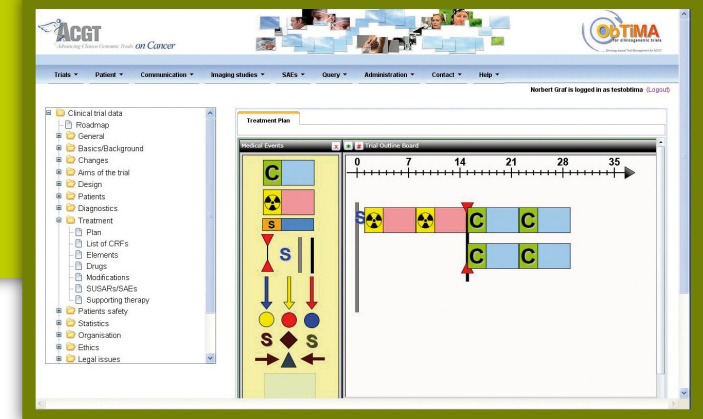 ACGT
Advancing Clinico Genomic Trials on Cancer
ObTiMA
for clinicogenomic trials
Trials Patient Communication Imaging studies SAEs Query Administration Contact Help
Norbert Graf is logged in as testobtima (Logout)
Clinical trial data
Roadmap
General
Basics/Background
Changes
Aims of the trial
Design
Patients
Diagnostics
Treatment
Plan
List of CRFs
Elements
Drugs
Modifications
SUSARs/SAEs
Supporting therapy
Patients safety
Statistics
Organisation
Ethics
Legal issues
Treatment Plan
Medical Events x + # Trial Outline Board
C
S
S
S S
0 7 14 21 28 35
S C C
C C